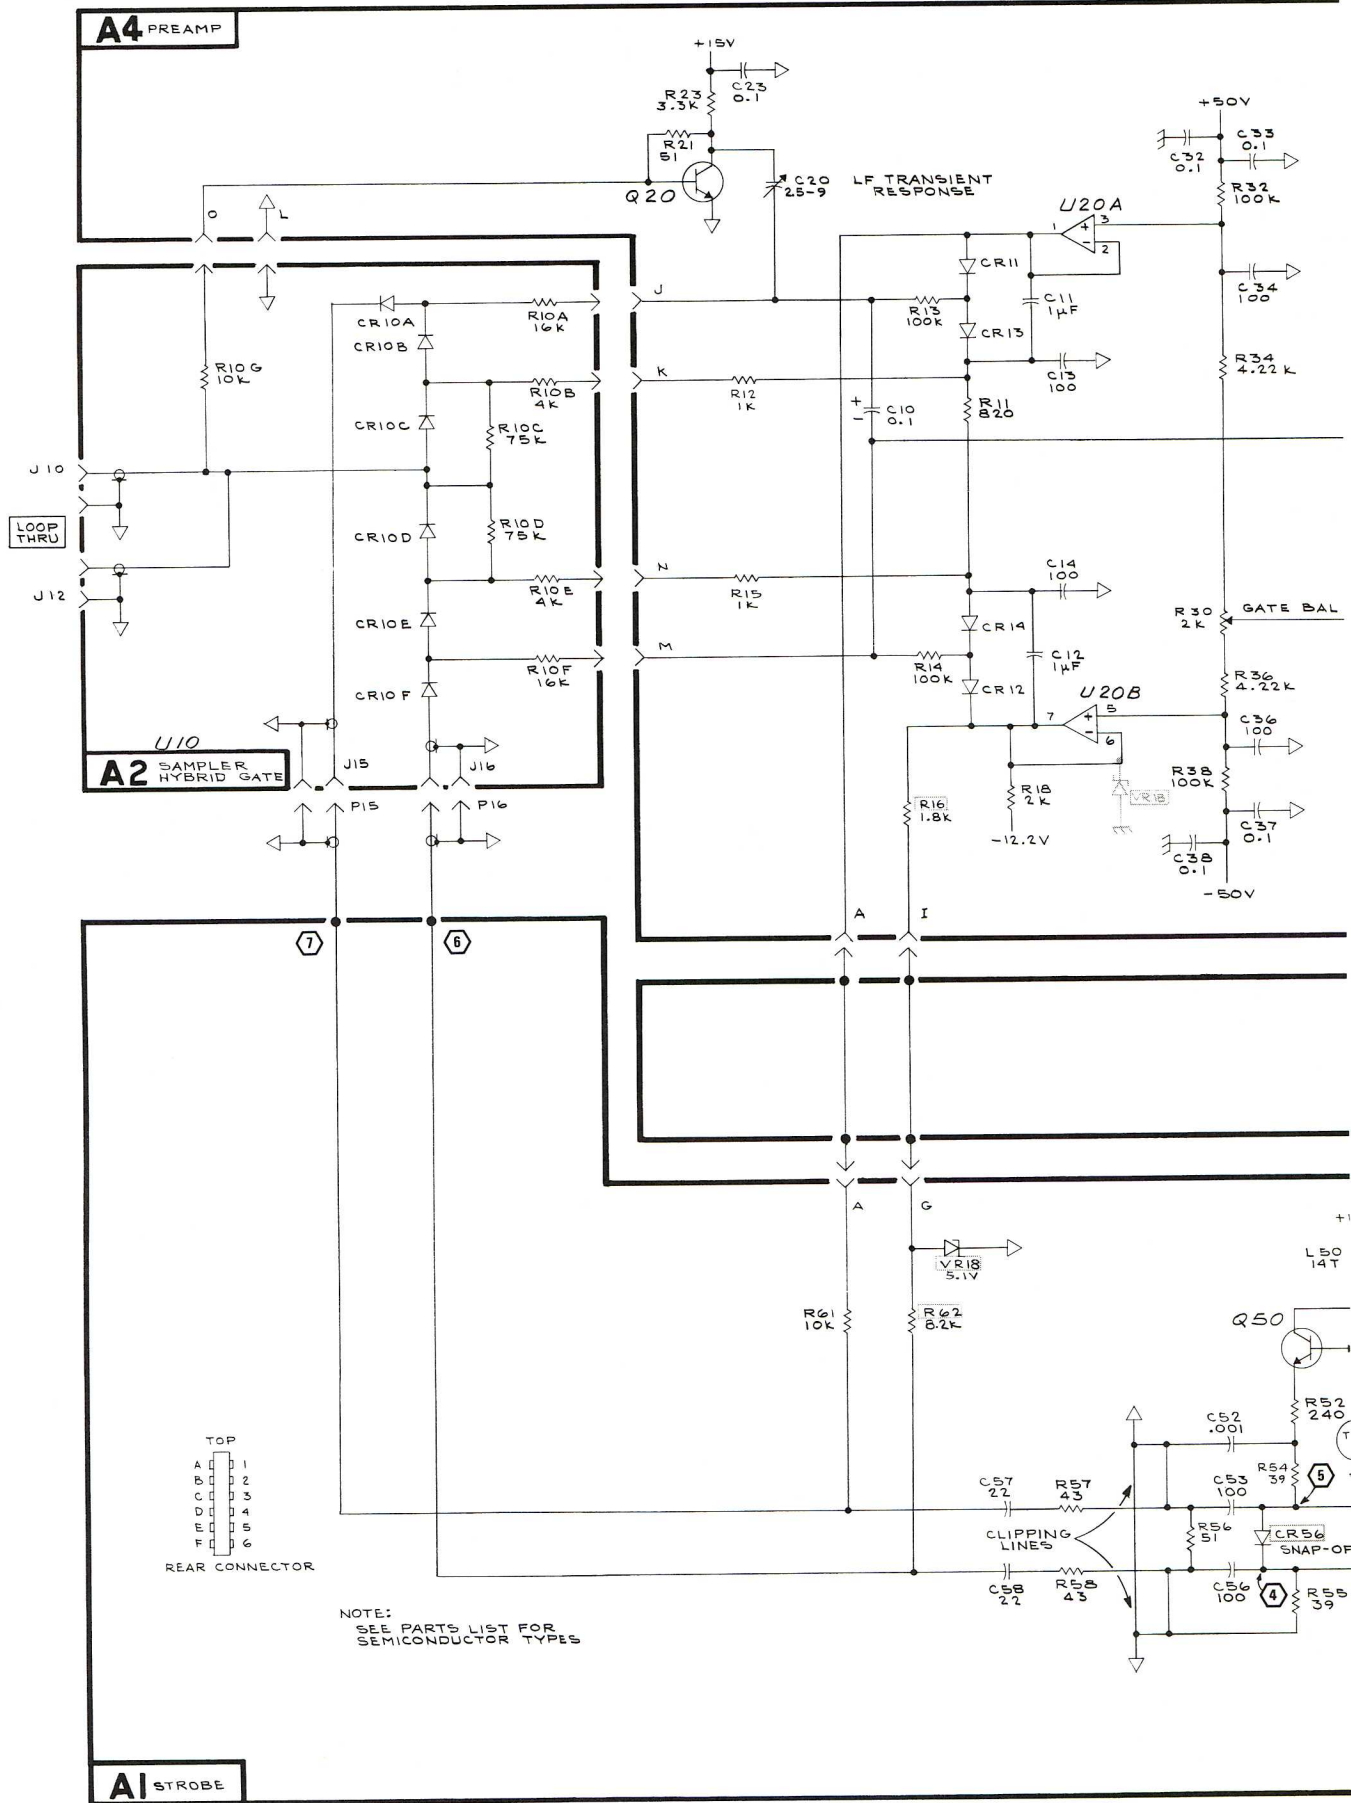 A4 PREAMP
+15V
C23
0.1
R23
3.3K
R21
51
Q20
C20
25-9
LF TRANSIENT
RESPONSE
+50V
C32
0.1
C33
0.1
R32
100K
U20A
3
1
2
C34
100
O
L
CR11
C11
1µF
R13
100K
CR13
C13
100
R34
4.22K
J
K
R12
1K
C10
0.1
+
-
R11
820
CR10A
R10A
16K
CR10B
R10G
10K
R10B
4K
CR10C
R10C
75K
J10
LOOP
THRU
CR10D
R10D
75K
J12
R10E
4K
CR10E
R10F
16K
CR10F
N
R15
1K
M
C14
100
CR14
R14
100K
C12
1µF
CR12
R30
2K
GATE BAL
R36
4.22K
U20B
7
5
6
C36
100
R38
100K
VR18
R18
2K
-12.2V
R16
1.8K
C37
0.1
C38
0.1
-50V
U10
A2 SAMPLER
HYBRID GATE
J15
J16
P15
P16
7
6
A
I
A
G
VR18
5.1V
R61
10K
R62
8.2K
L50
14T
Q50
R52
240
C52
.001
R54
39
5
C57
22
R57
43
C53
100
CLIPPING
LINES
R56
51
CR56
SNAP-OF
C58
22
R58
43
C56
100
4
R55
39
TOP
A 1
B 2
C 3
D 4
E 5
F 6
REAR CONNECTOR
NOTE:
SEE PARTS LIST FOR
SEMICONDUCTOR TYPES
A1 STROBE